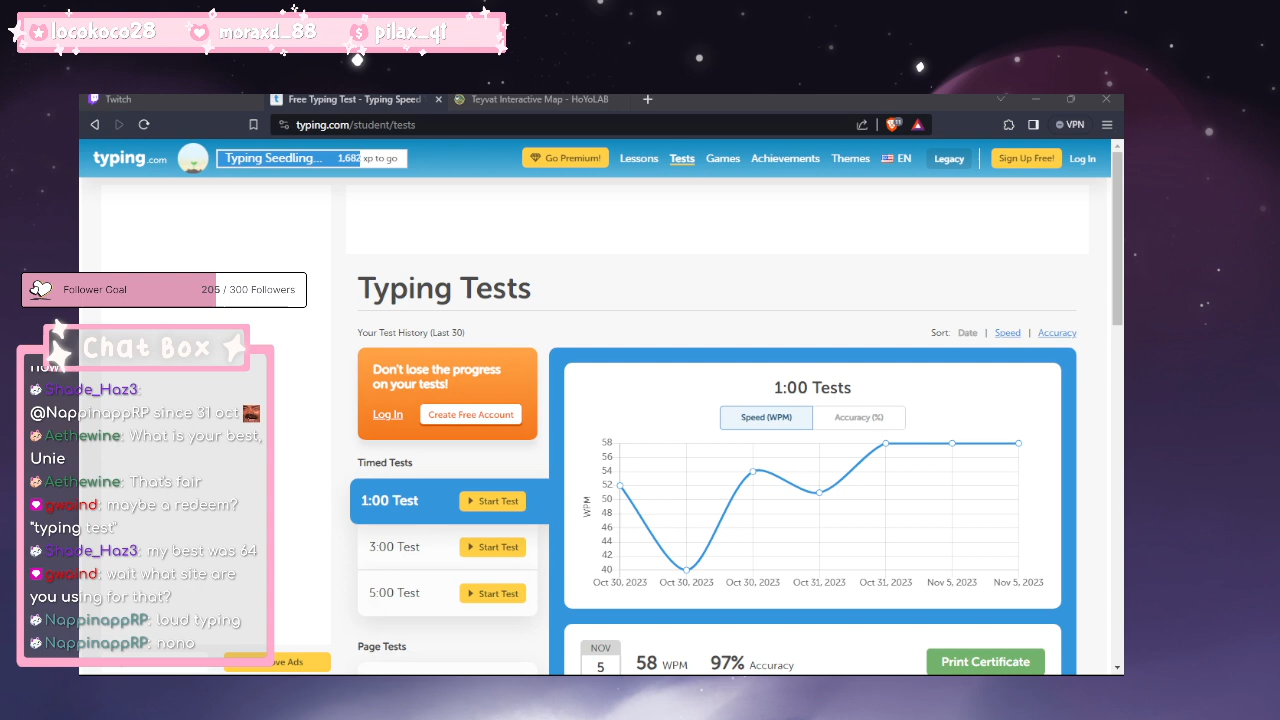 locokoco28 moraxd_88 pilax_qt
Twitch Free Typing Test - Typing Speed Teyvat Interactive Map - HoYoLAB
typing.com/student/tests 11 VPN
typing.com Typing Seedling... 1,682 xp to go Go Premium! Lessons Tests Games Achievements Themes EN Legacy Sign Up Free! Log In
Follower Goal 205 / 300 Followers
Typing Tests
Your Test History (Last 30) Sort: Date | Speed | Accuracy
Don't lose the progress
on your tests!
Log In Create Free Account
Timed Tests
1:00 Test Start Test
3:00 Test Start Test
5:00 Test Start Test
Page Tests
1:00 Tests
Speed (WPM) Accuracy (%)
WPM
58
56
54
52
50
48
46
44
42
40
Oct 30, 2023 Oct 30, 2023 Oct 30, 2023 Oct 31, 2023 Oct 31, 2023 Nov 5, 2023 Nov 5, 2023
NOV
5
58 WPM 97% Accuracy Print Certificate
Chat Box
Shade_Haz3:
@NappinappRP since 31 oct
Aethewine: What is your best,
Unie
Aethewine: That's fair
gwaind: maybe a redeem?
"typing test"
Shade_Haz3: my best was 64
gwaind: wait what site are
you using for that?
NappinappRP: loud typing
NappinappRP: nono
Ads